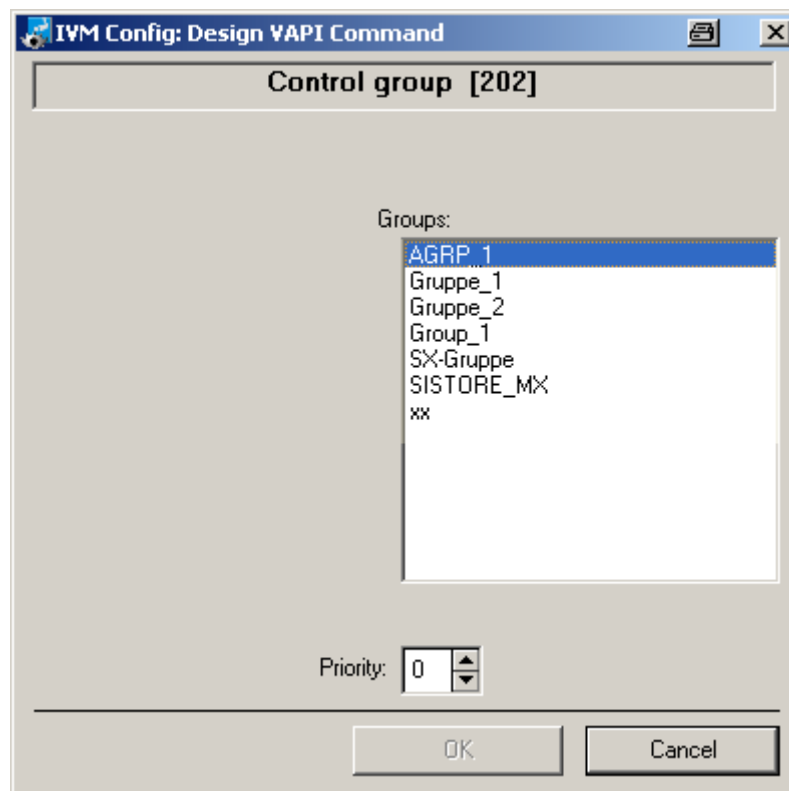 IVM Config: Design VAPI Command
Control group [202]
Groups:
AGRP_1
Gruppe_1
Gruppe_2
Group_1
SX-Gruppe
SISTORE_MX
xx
Priority: 0
OK Cancel